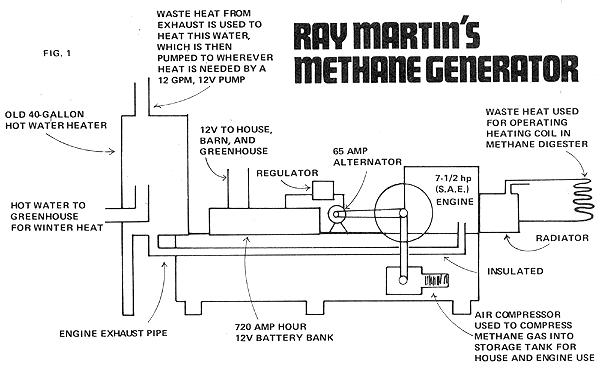 RAY MARTIN'S
METHANE GENERATOR
FIG. 1
WASTE HEAT FROM
EXHAUST IS USED TO
HEAT THIS WATER,
WHICH IS THEN
PUMPED TO WHEREVER
HEAT IS NEEDED BY A
12 GPM, 12V PUMP
OLD 40-GALLON
HOT WATER HEATER
12V TO HOUSE,
BARN, AND
GREENHOUSE
REGULATOR
65 AMP
ALTERNATOR
7-1/2 hp
(S.A.E.)
ENGINE
WASTE HEAT USED
FOR OPERATING
HEATING COIL IN
METHANE DIGESTER
HOT WATER TO
GREENHOUSE
FOR WINTER HEAT
RADIATOR
INSULATED
ENGINE EXHAUST PIPE
720 AMP HOUR
12V BATTERY BANK
AIR COMPRESSOR
USED TO COMPRESS
METHANE GAS INTO
STORAGE TANK FOR
HOUSE AND ENGINE USE